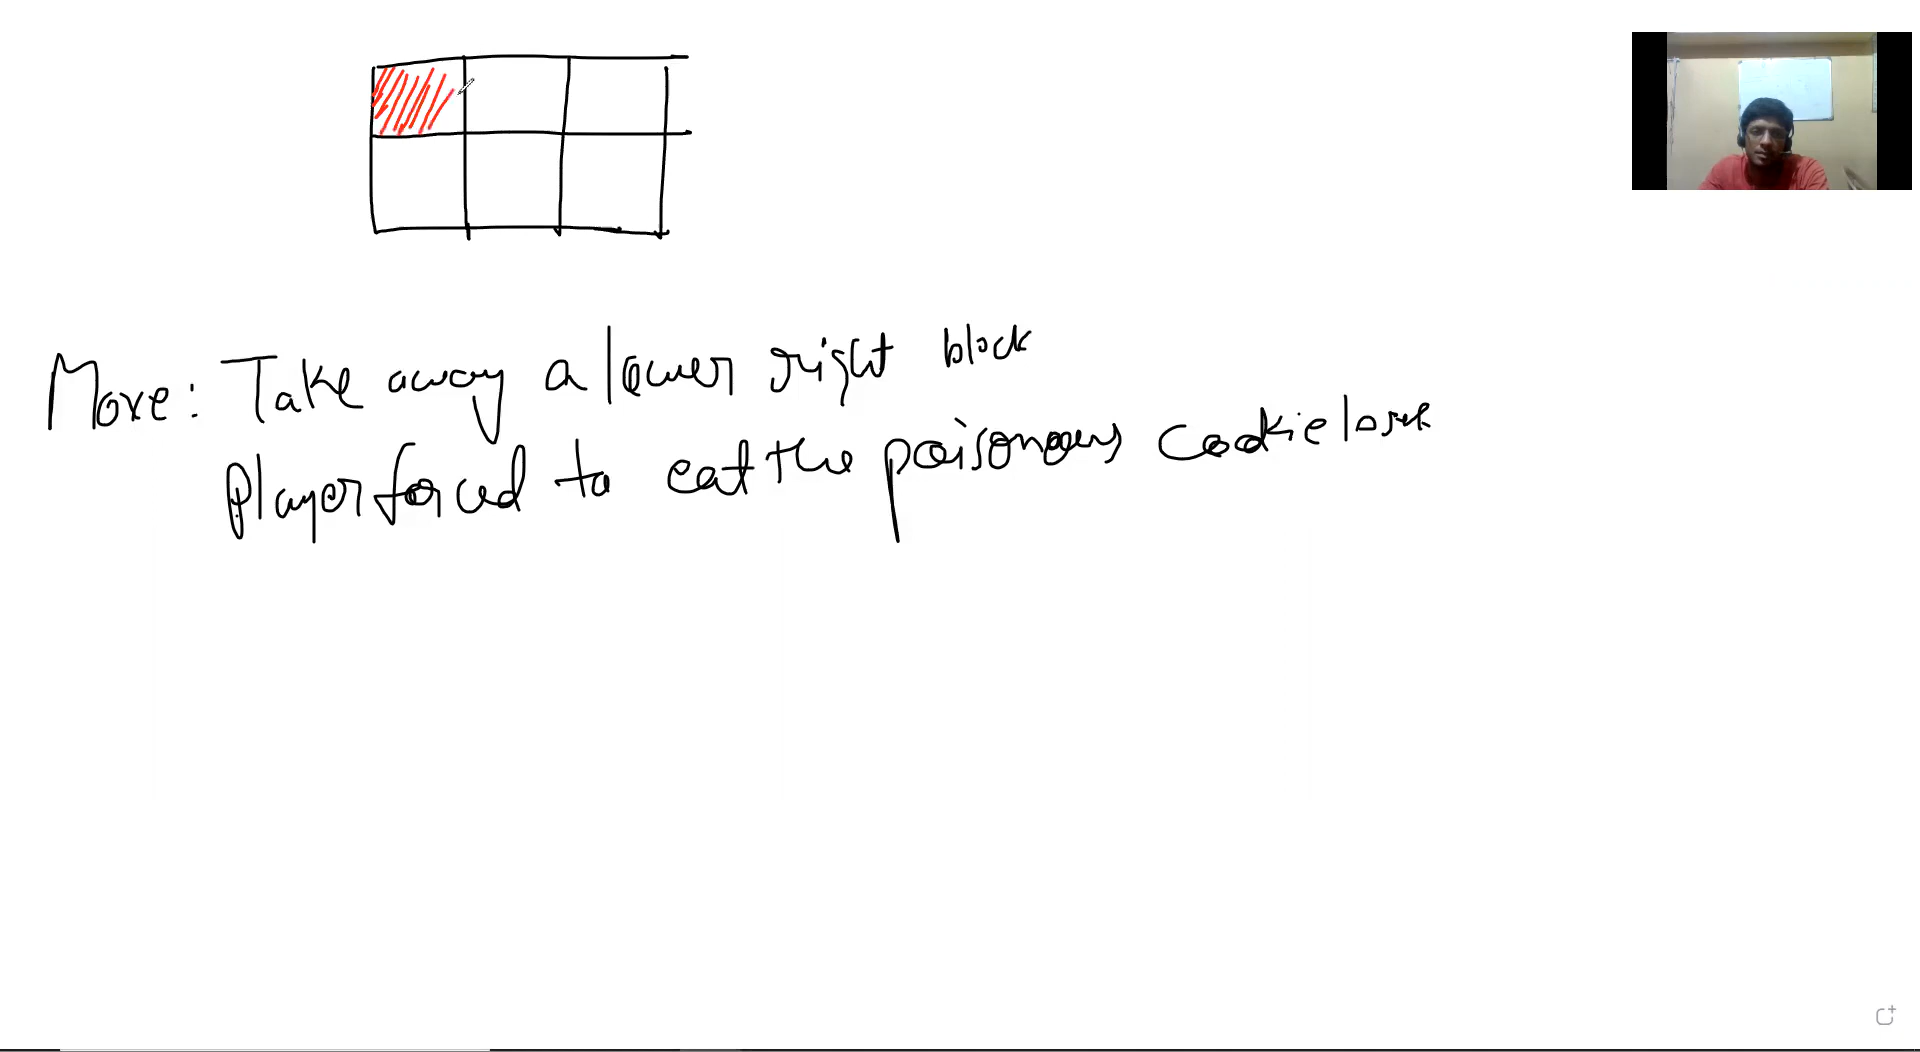 Move: Take away a lower right block
Player forced to eat the poisonous cookie loses